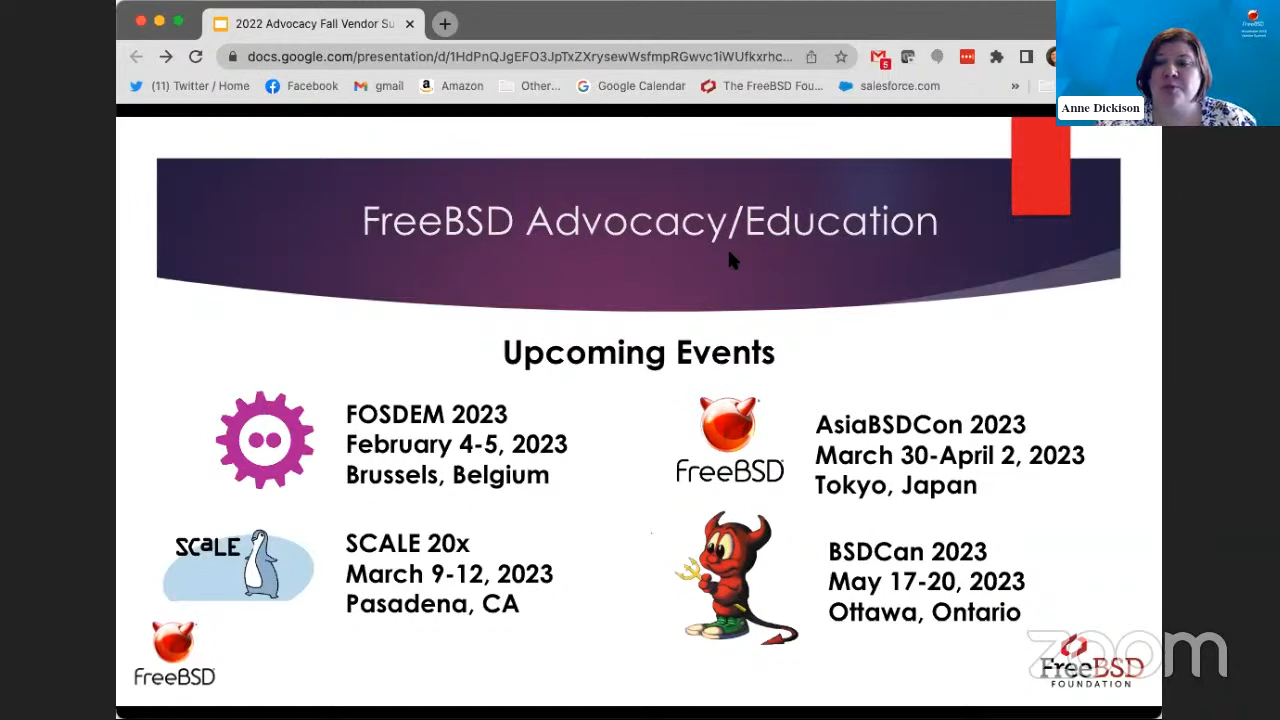 2022 Advocacy Fall Vendor Su
docs.google.com/presentation/d/1HdPnQJgEFO3JpTxZXrysewWsfmpRGwvc1iWUfkxrhc...
5
(11) Twitter / Home
Facebook
gmail
Amazon
Other...
Google Calendar
The FreeBSD Fou...
salesforce.com
»
Anne Dickison
FreeBSD Advocacy/Education
Upcoming Events
FOSDEM 2023
February 4-5, 2023
Brussels, Belgium
FreeBSD
AsiaBSDCon 2023
March 30-April 2, 2023
Tokyo, Japan
SCALE
SCALE 20x
March 9-12, 2023
Pasadena, CA
BSDCan 2023
May 17-20, 2023
Ottawa, Ontario
FreeBSD
FreeBSD
FOUNDATION
zoom